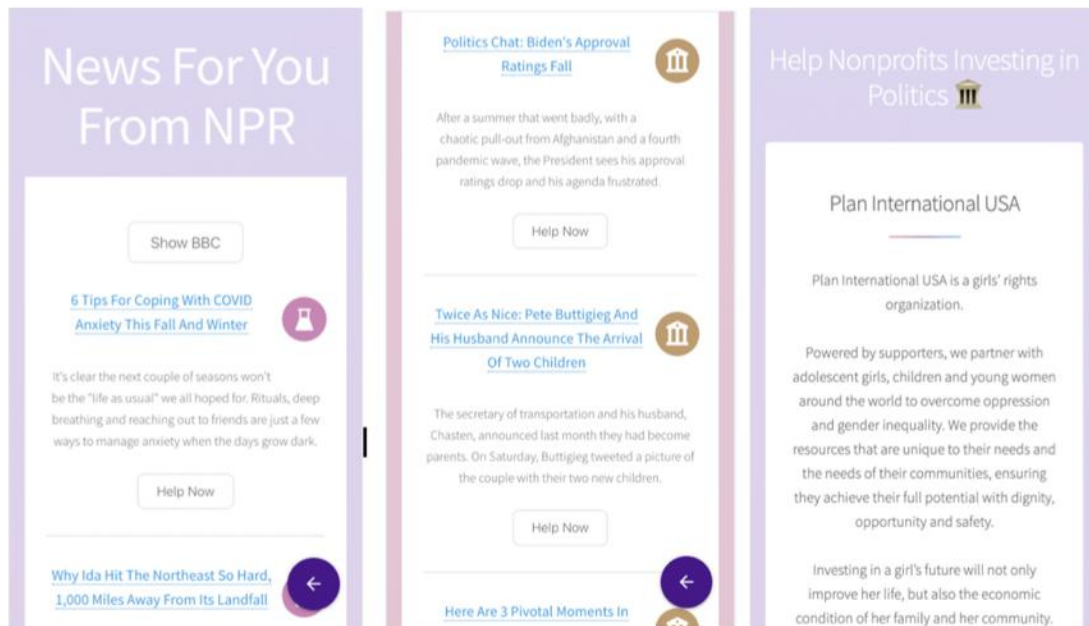 News For You
From NPR
Show BBC
6 Tips For Coping With COVID
Anxiety This Fall And Winter
It's clear the next couple of seasons won't
be the "life as usual" we all hoped for. Rituals, deep
breathing and reaching out to friends are just a few
ways to manage anxiety when the days grow dark.
Help Now
Why Ida Hit The Northeast So Hard,
1,000 Miles Away From Its Landfall
Politics Chat: Biden's Approval
Ratings Fall
After a summer that went badly, with a
chaotic pull-out from Afghanistan and a fourth
pandemic wave, the President sees his approval
ratings drop and his agenda frustrated.
Help Now
Twice As Nice: Pete Buttigieg And
His Husband Announce The Arrival
Of Two Children
The secretary of transportation and his husband,
Chasten, announced last month they had become
parents. On Saturday, Buttigieg tweeted a picture of
the couple with their two new children.
Help Now
Here Are 3 Pivotal Moments In
Help Nonprofits Investing in
Politics 🏛
Plan International USA
Plan International USA is a girls' rights
organization.
Powered by supporters, we partner with
adolescent girls, children and young women
around the world to overcome oppression
and gender inequality. We provide the
resources that are unique to their needs and
the needs of their communities, ensuring
they achieve their full potential with dignity,
opportunity and safety.
Investing in a girl's future will not only
improve her life, but also the economic
condition of her family and her community.